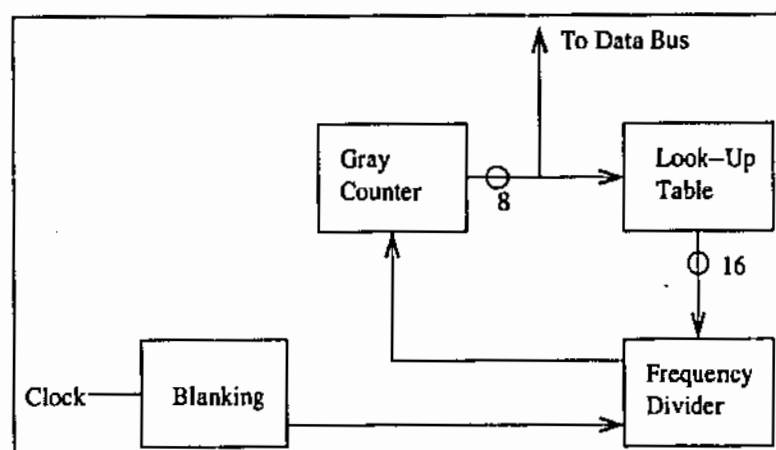 To Data Bus
Gray
Counter
8
Look-Up
Table
16
Clock
Blanking
Frequency
Divider